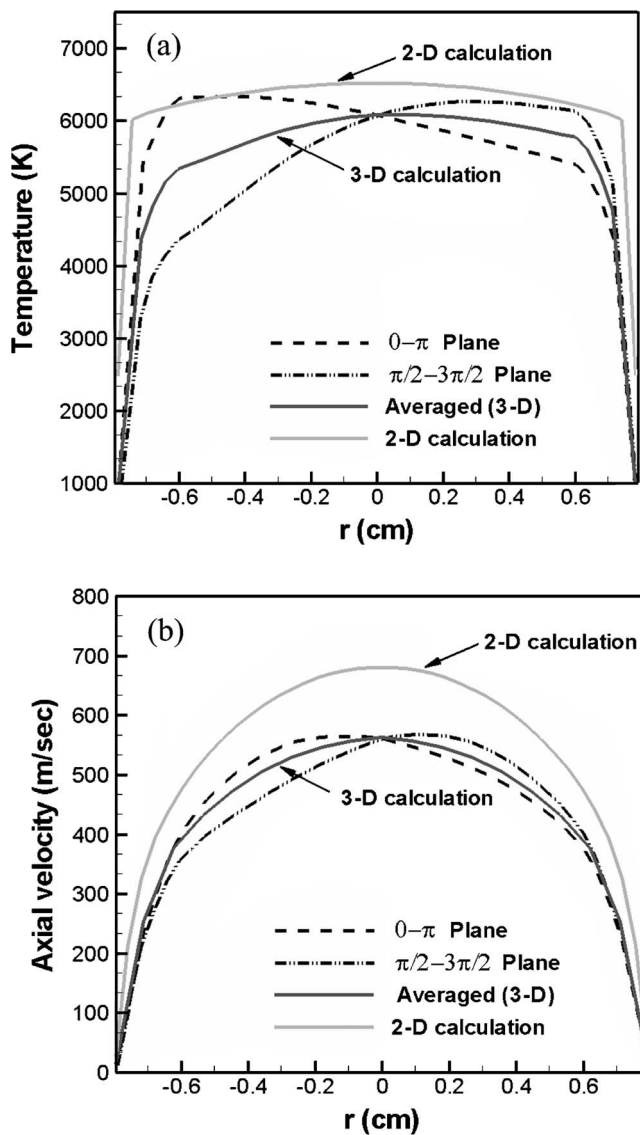 (a)
2-D calculation
3-D calculation
Temperature (K)
7000
6000
5000
4000
3000
2000
1000
0−π Plane
π/2−3π/2 Plane
Averaged (3-D)
2-D calculation
-0.6 -0.4 -0.2 0 0.2 0.4 0.6
r (cm)
(b)
2-D calculation
3-D calculation
Axial velocity (m/sec)
800
700
600
500
400
300
200
100
0
0−π Plane
π/2−3π/2 Plane
Averaged (3-D)
2-D calculation
-0.6 -0.4 -0.2 0 0.2 0.4 0.6
r (cm)